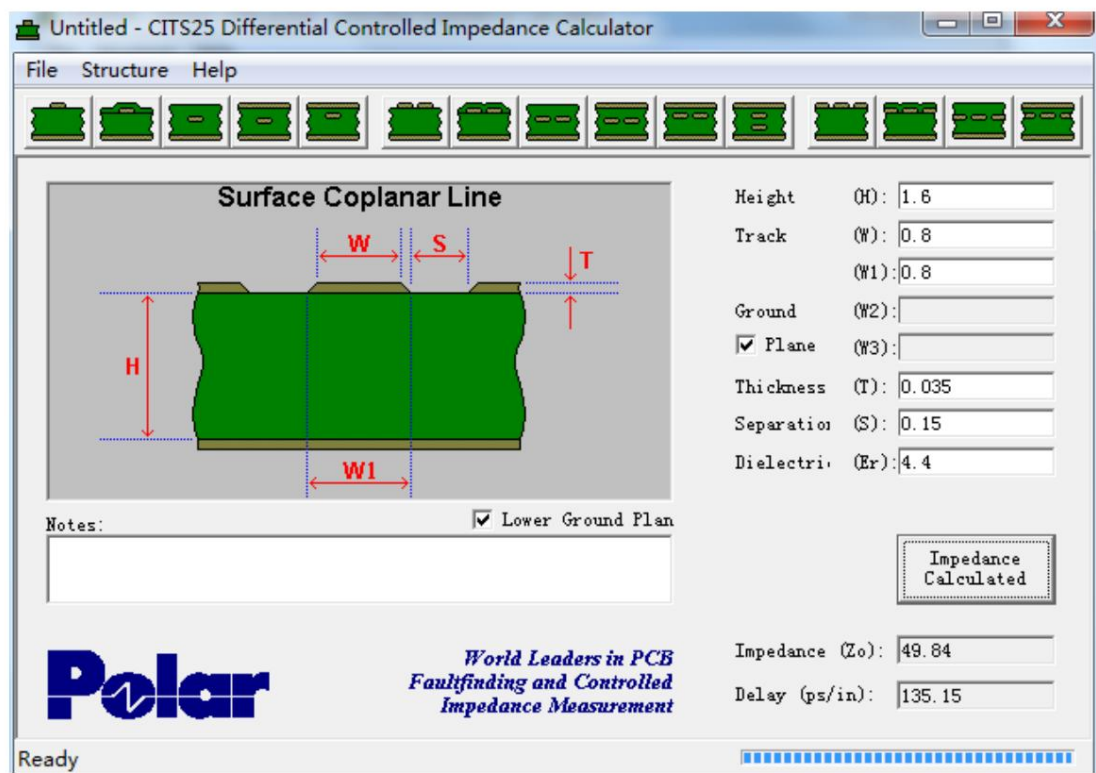 Untitled - CITS25 Differential Controlled Impedance Calculator
File Structure Help
Surface Coplanar Line
W
S
T
H
W1
Height (H): 1.6
Track (W): 0.8
(W1): 0.8
Ground (W2):
Plane (W3):
Thickness (T): 0.035
Separatio (S): 0.15
Dielectri (Er): 4.4
Notes:
Lower Ground Plan
Impedance
Calculated
Polar
World Leaders in PCB
Faultfinding and Controlled
Impedance Measurement
Impedance (Zo): 49.84
Delay (ps/in): 135.15
Ready